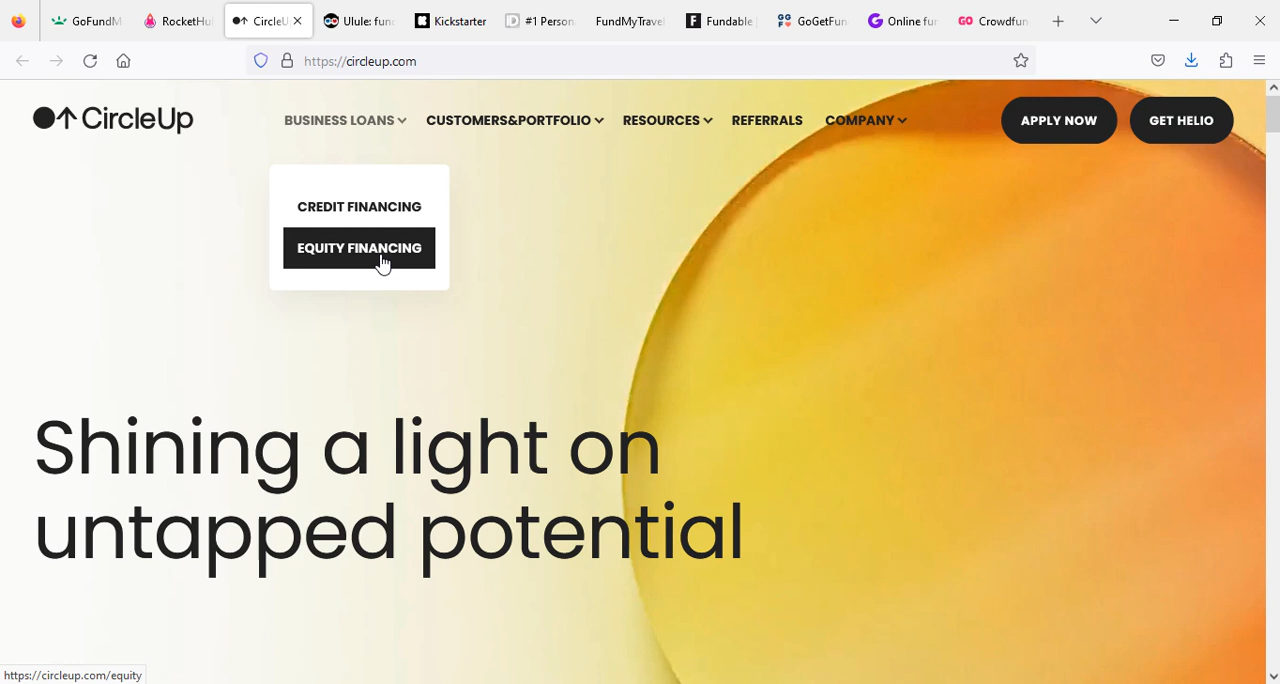 GoFundM
RocketHu
CircleU
Ulule: fun
Kickstarter
#1 Person
FundMyTravel
Fundable |
GoGetFun
Online fun
GO Crowdfun
https://circleup.com
CircleUp
BUSINESS LOANS
CUSTOMERS&PORTFOLIO
RESOURCES
REFERRALS
COMPANY
APPLY NOW
GET HELIO
CREDIT FINANCING
EQUITY FINANCING
Shining a light on
untapped potential
https://circleup.com/equity